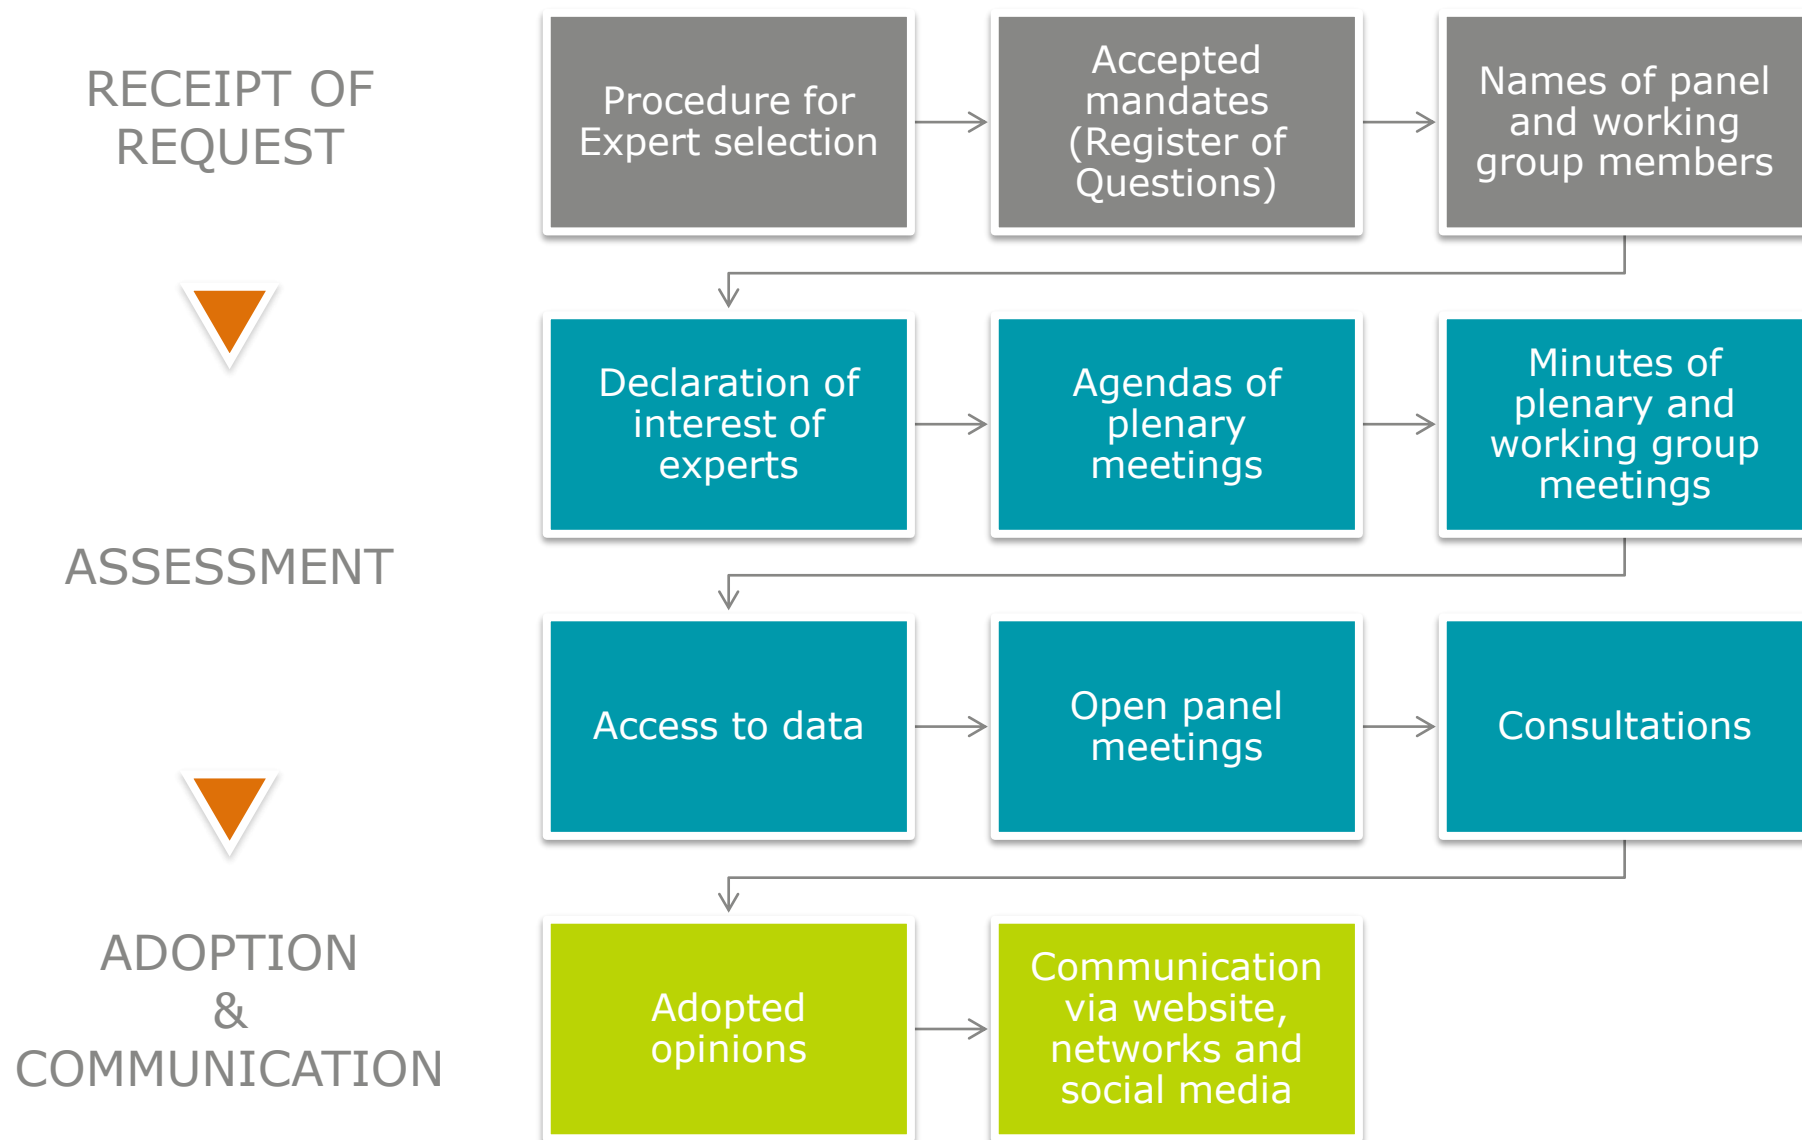 RECEIPT OF
REQUEST
Procedure for
Expert selection
Accepted
mandates
(Register of
Questions)
Names of panel
and working
group members
Declaration of
interest of
experts
Agendas of
plenary
meetings
Minutes of
plenary and
working group
meetings
ASSESSMENT
Access to data
Open panel
meetings
Consultations
ADOPTION
&
COMMUNICATION
Adopted
opinions
Communication
via website,
networks and
social media